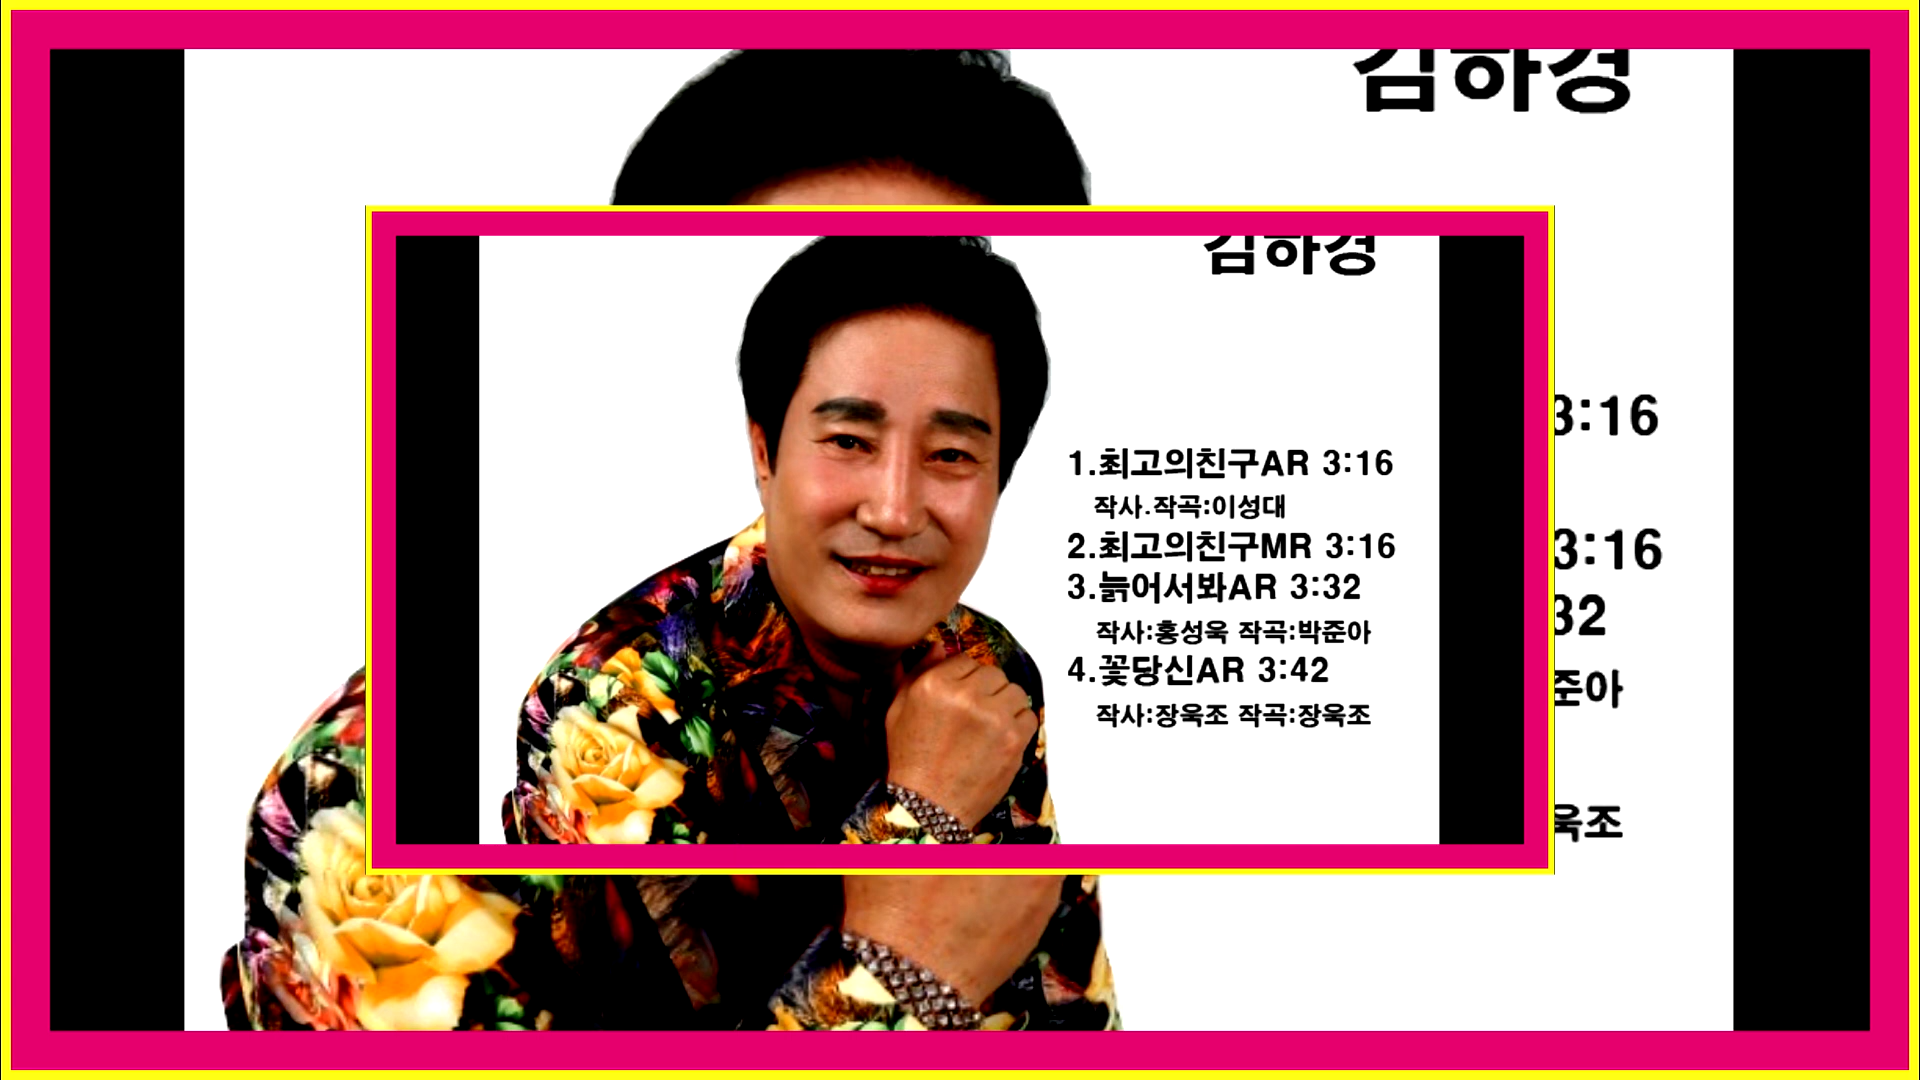 김하경
김하경
1.최고의친구AR 3:16
작사.작곡:이성대
2.최고의친구MR 3:16
3.늙어서봐AR 3:32
작사:홍성욱 작곡:박준아
4.꽃당신AR 3:42
작사:장욱조 작곡:장욱조
3:16
3:16
32
준아
욱조